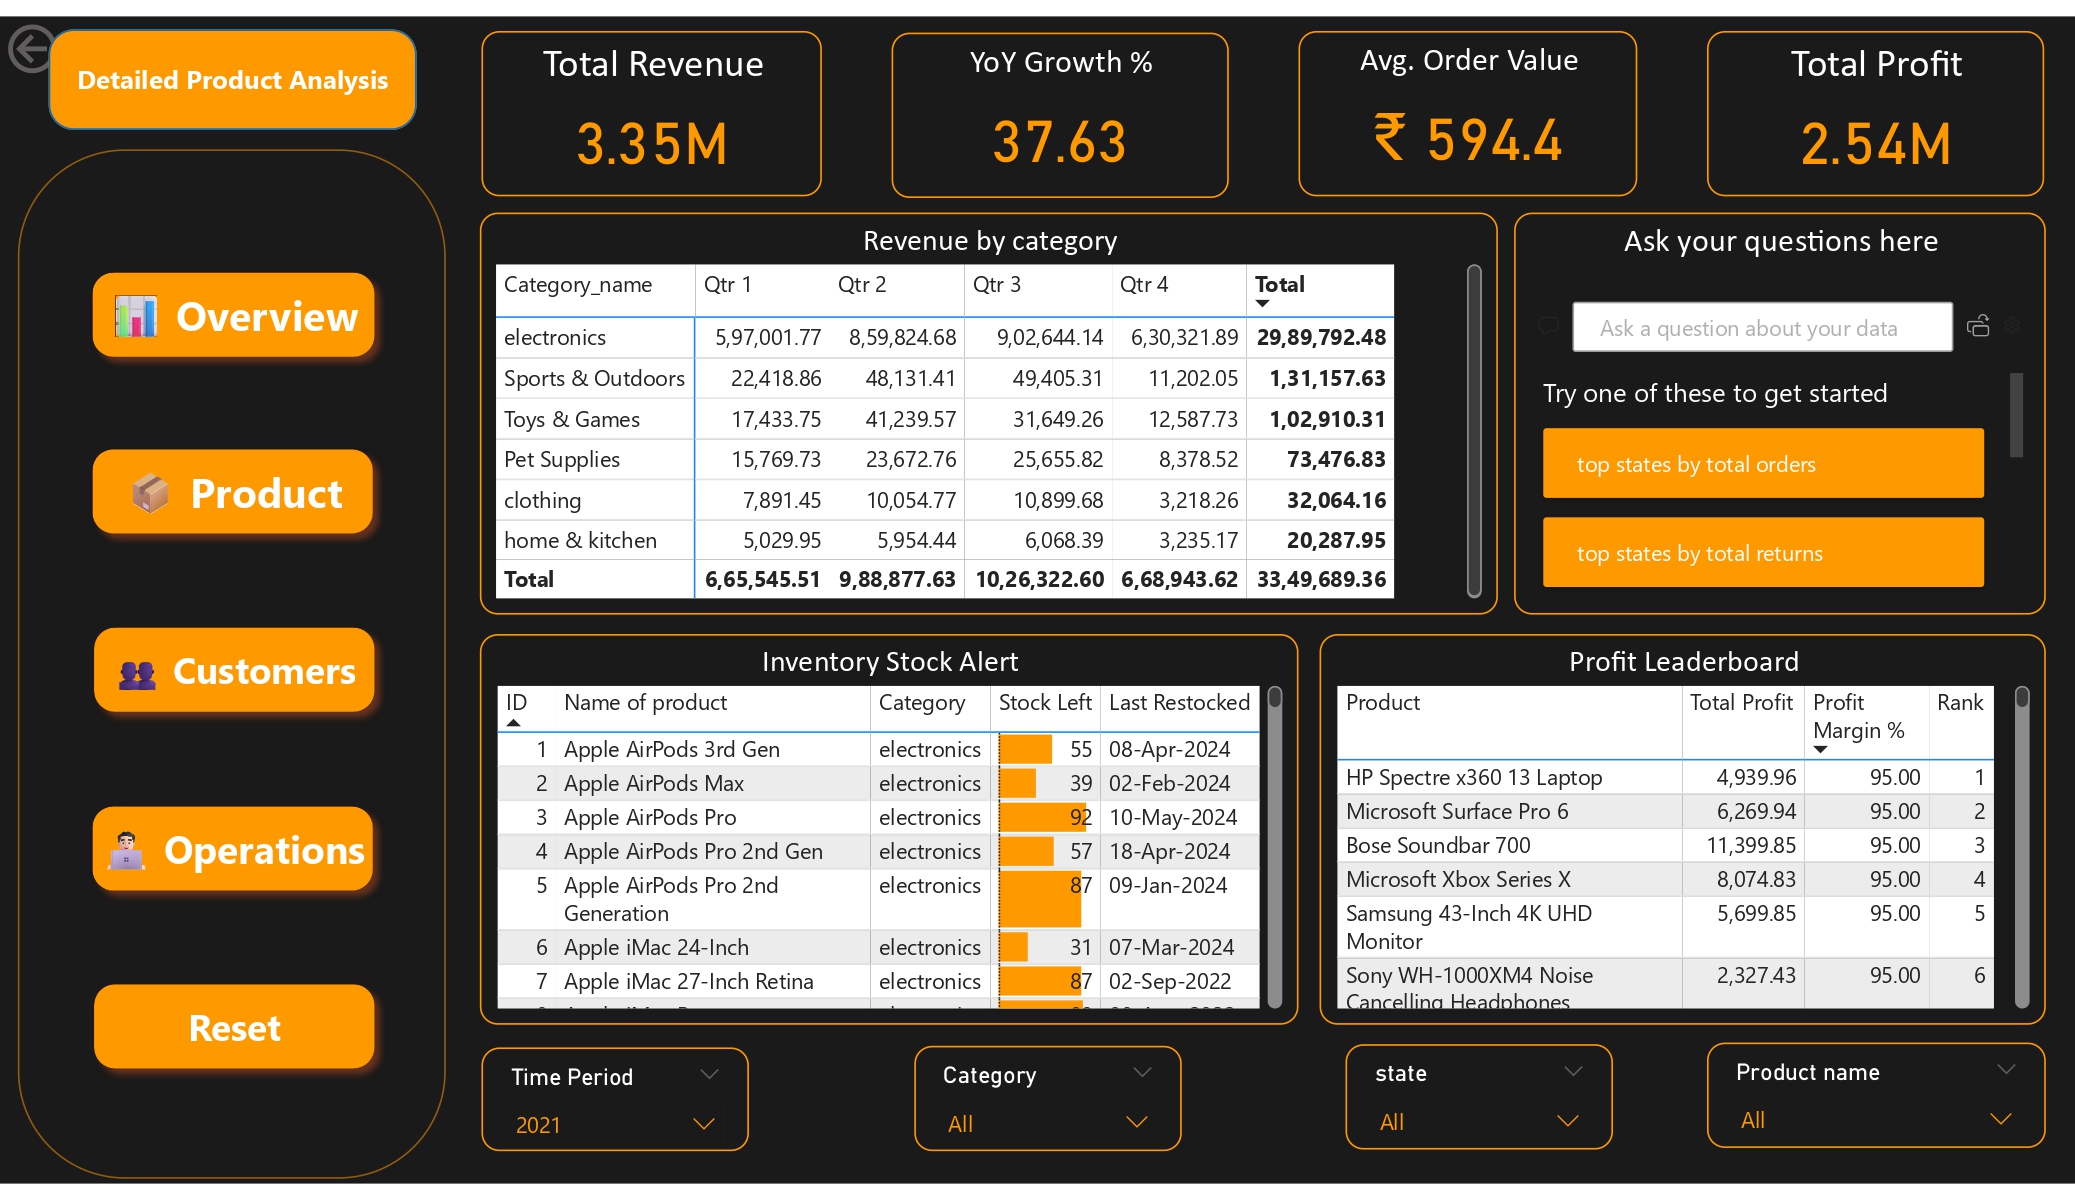 Detailed Product Analysis
Total Revenue
3.35M
YoY Growth %
37.63
Avg. Order Value
₹ 594.4
Total Profit
2.54M
Overview
Product
Customers
Operations
Reset
Revenue by category
Category_name Qtr 1 Qtr 2 Qtr 3 Qtr 4 Total
electronics 5,97,001.77 8,59,824.68 9,02,644.14 6,30,321.89 29,89,792.48
Sports & Outdoors 22,418.86 48,131.41 49,405.31 11,202.05 1,31,157.63
Toys & Games 17,433.75 41,239.57 31,649.26 12,587.73 1,02,910.31
Pet Supplies 15,769.73 23,672.76 25,655.82 8,378.52 73,476.83
clothing 7,891.45 10,054.77 10,899.68 3,218.26 32,064.16
home & kitchen 5,029.95 5,954.44 6,068.39 3,235.17 20,287.95
Total 6,65,545.51 9,88,877.63 10,26,322.60 6,68,943.62 33,49,689.36
Ask your questions here
Ask a question about your data
Try one of these to get started
top states by total orders
top states by total returns
Inventory Stock Alert
ID Name of product Category Stock Left Last Restocked
1 Apple AirPods 3rd Gen electronics 55 08-Apr-2024
2 Apple AirPods Max electronics 39 02-Feb-2024
3 Apple AirPods Pro electronics 92 10-May-2024
4 Apple AirPods Pro 2nd Gen electronics 57 18-Apr-2024
5 Apple AirPods Pro 2nd electronics 87 09-Jan-2024
Generation
6 Apple iMac 24-Inch electronics 31 07-Mar-2024
7 Apple iMac 27-Inch Retina electronics 87 02-Sep-2022
Profit Leaderboard
Product Total Profit Profit Rank
Margin %
HP Spectre x360 13 Laptop 4,939.96 95.00 1
Microsoft Surface Pro 6 6,269.94 95.00 2
Bose Soundbar 700 11,399.85 95.00 3
Microsoft Xbox Series X 8,074.83 95.00 4
Samsung 43-Inch 4K UHD 5,699.85 95.00 5
Monitor
Sony WH-1000XM4 Noise 2,327.43 95.00 6
Cancelling Headphones
Time Period
2021
Category
All
state
All
Product name
All